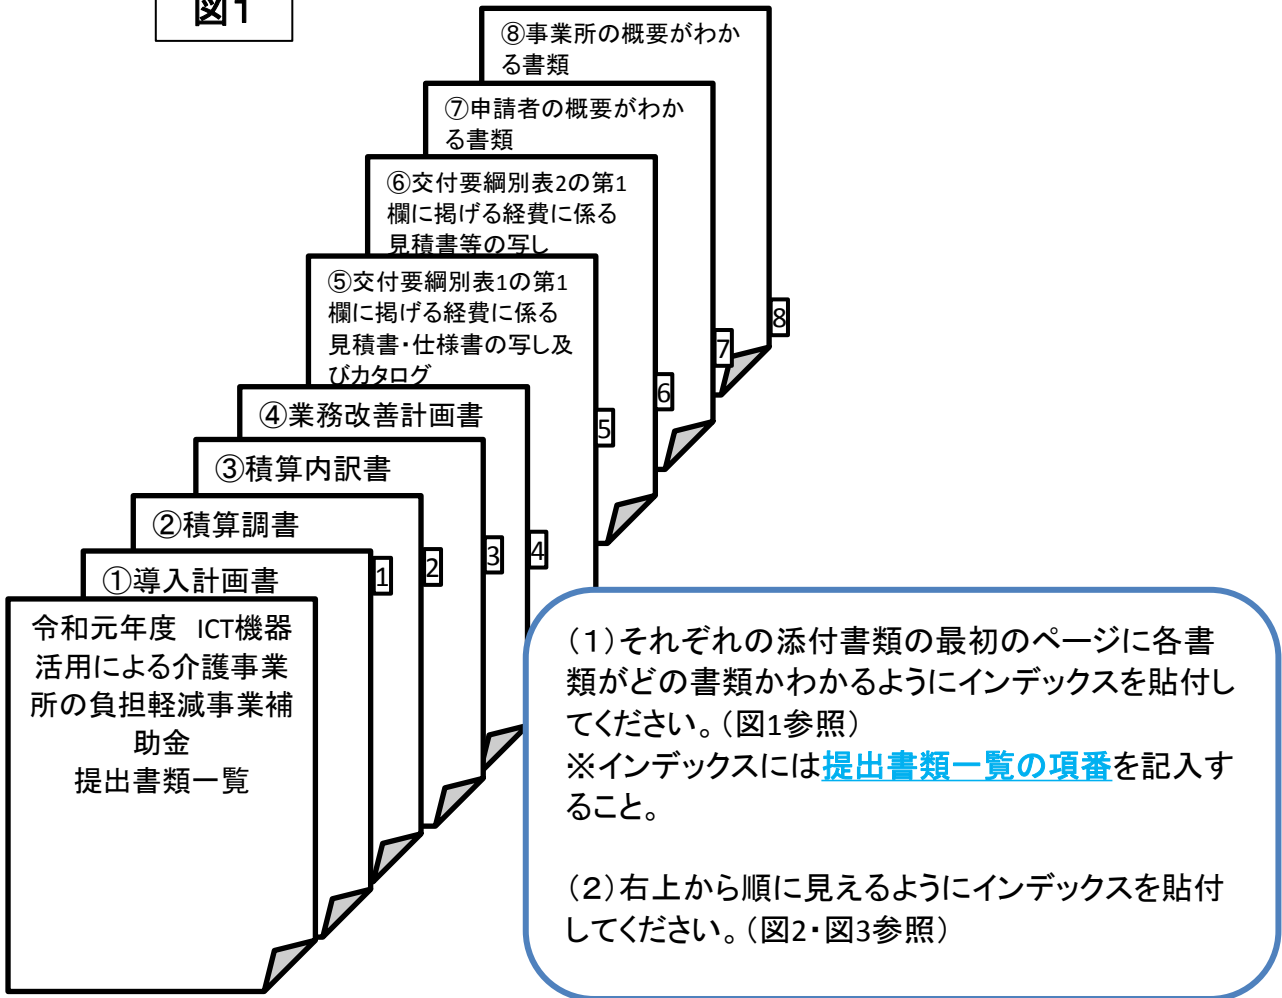 図1
⑧事業所の概要がわか
る書類
⑦申請者の概要がわか
る書類
⑥交付要綱別表2の第1
欄に掲げる経費に係る
見積書等の写し
⑤交付要綱別表1の第1
欄に掲げる経費に係る
見積書・仕様書の写し及
びカタログ
④業務改善計画書
③積算内訳書
②積算調書
①導入計画書
令和元年度 ICT機器
活用による介護事業
所の負担軽減事業補
助金
提出書類一覧
1
2
3
4
5
6
7
8
（1）それぞれの添付書類の最初のページに各書
類がどの書類かわかるようにインデックスを貼付し
てください。（図1参照）
※インデックスには提出書類一覧の項番を記入す
ること。
（2）右上から順に見えるようにインデックスを貼付
してください。（図2・図3参照）